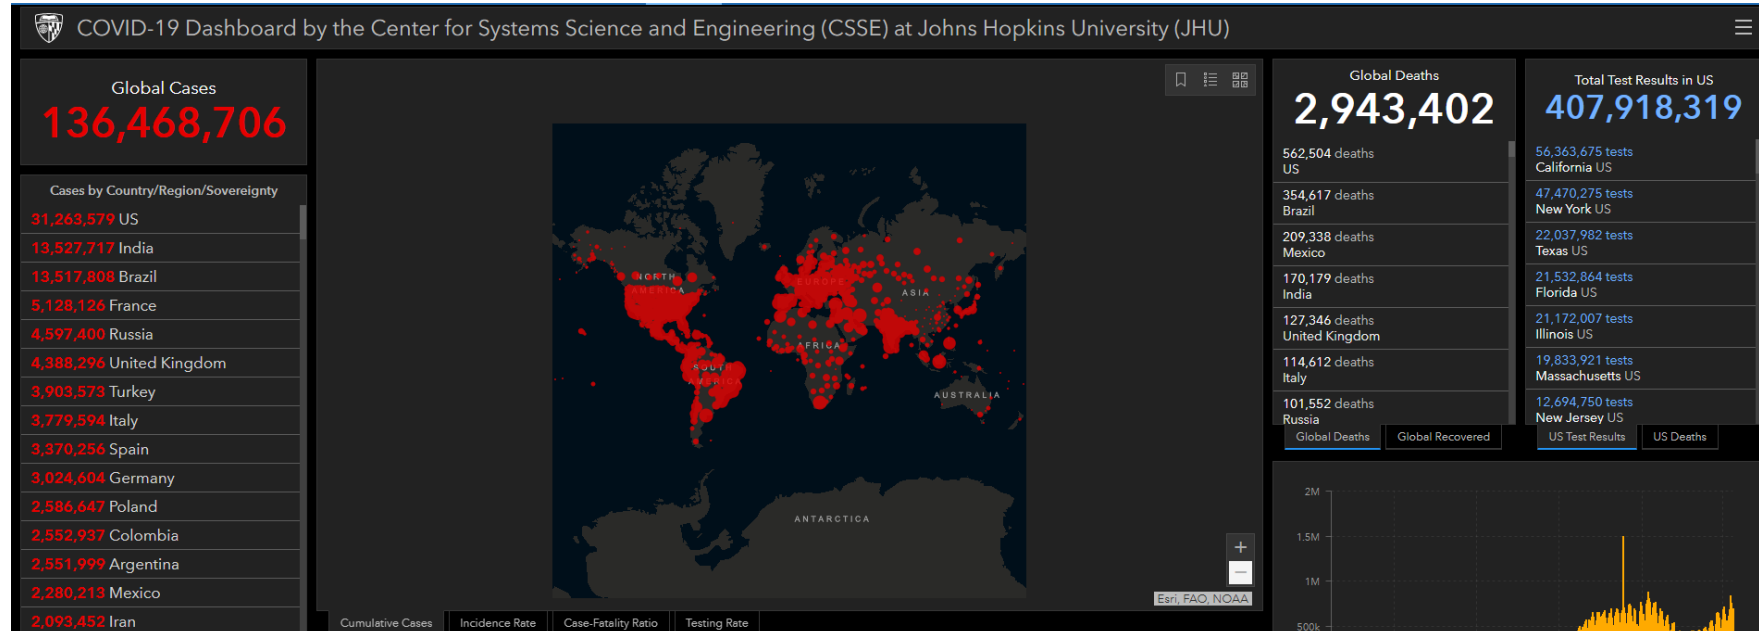 COVID-19 Dashboard by the Center for Systems Science and Engineering (CSSE) at Johns Hopkins University (JHU)
Global Cases
136,468,706
Cases by Country/Region/Sovereignty
31,263,579 US
13,527,717 India
13,517,808 Brazil
5,128,126 France
4,597,400 Russia
4,388,296 United Kingdom
3,903,573 Turkey
3,779,594 Italy
3,370,256 Spain
3,024,604 Germany
2,586,647 Poland
2,552,937 Colombia
2,551,999 Argentina
2,280,213 Mexico
2,093,452 Iran
NORTH
AMERICA
EUROPE
ASIA
AFRICA
SOUTH
AMERICA
AUSTRALIA
ANTARCTICA
+
−
Esri, FAO, NOAA
Cumulative Cases
Incidence Rate
Case-Fatality Ratio
Testing Rate
Global Deaths
2,943,402
562,504 deaths
US
354,617 deaths
Brazil
209,338 deaths
Mexico
170,179 deaths
India
127,346 deaths
United Kingdom
114,612 deaths
Italy
101,552 deaths
Russia
Global Deaths
Global Recovered
Total Test Results in US
407,918,319
56,363,675 tests
California US
47,470,275 tests
New York US
22,037,982 tests
Texas US
21,532,864 tests
Florida US
21,172,007 tests
Illinois US
19,833,921 tests
Massachusetts US
12,694,750 tests
New Jersey US
US Test Results
US Deaths
2M
1.5M
1M
500k